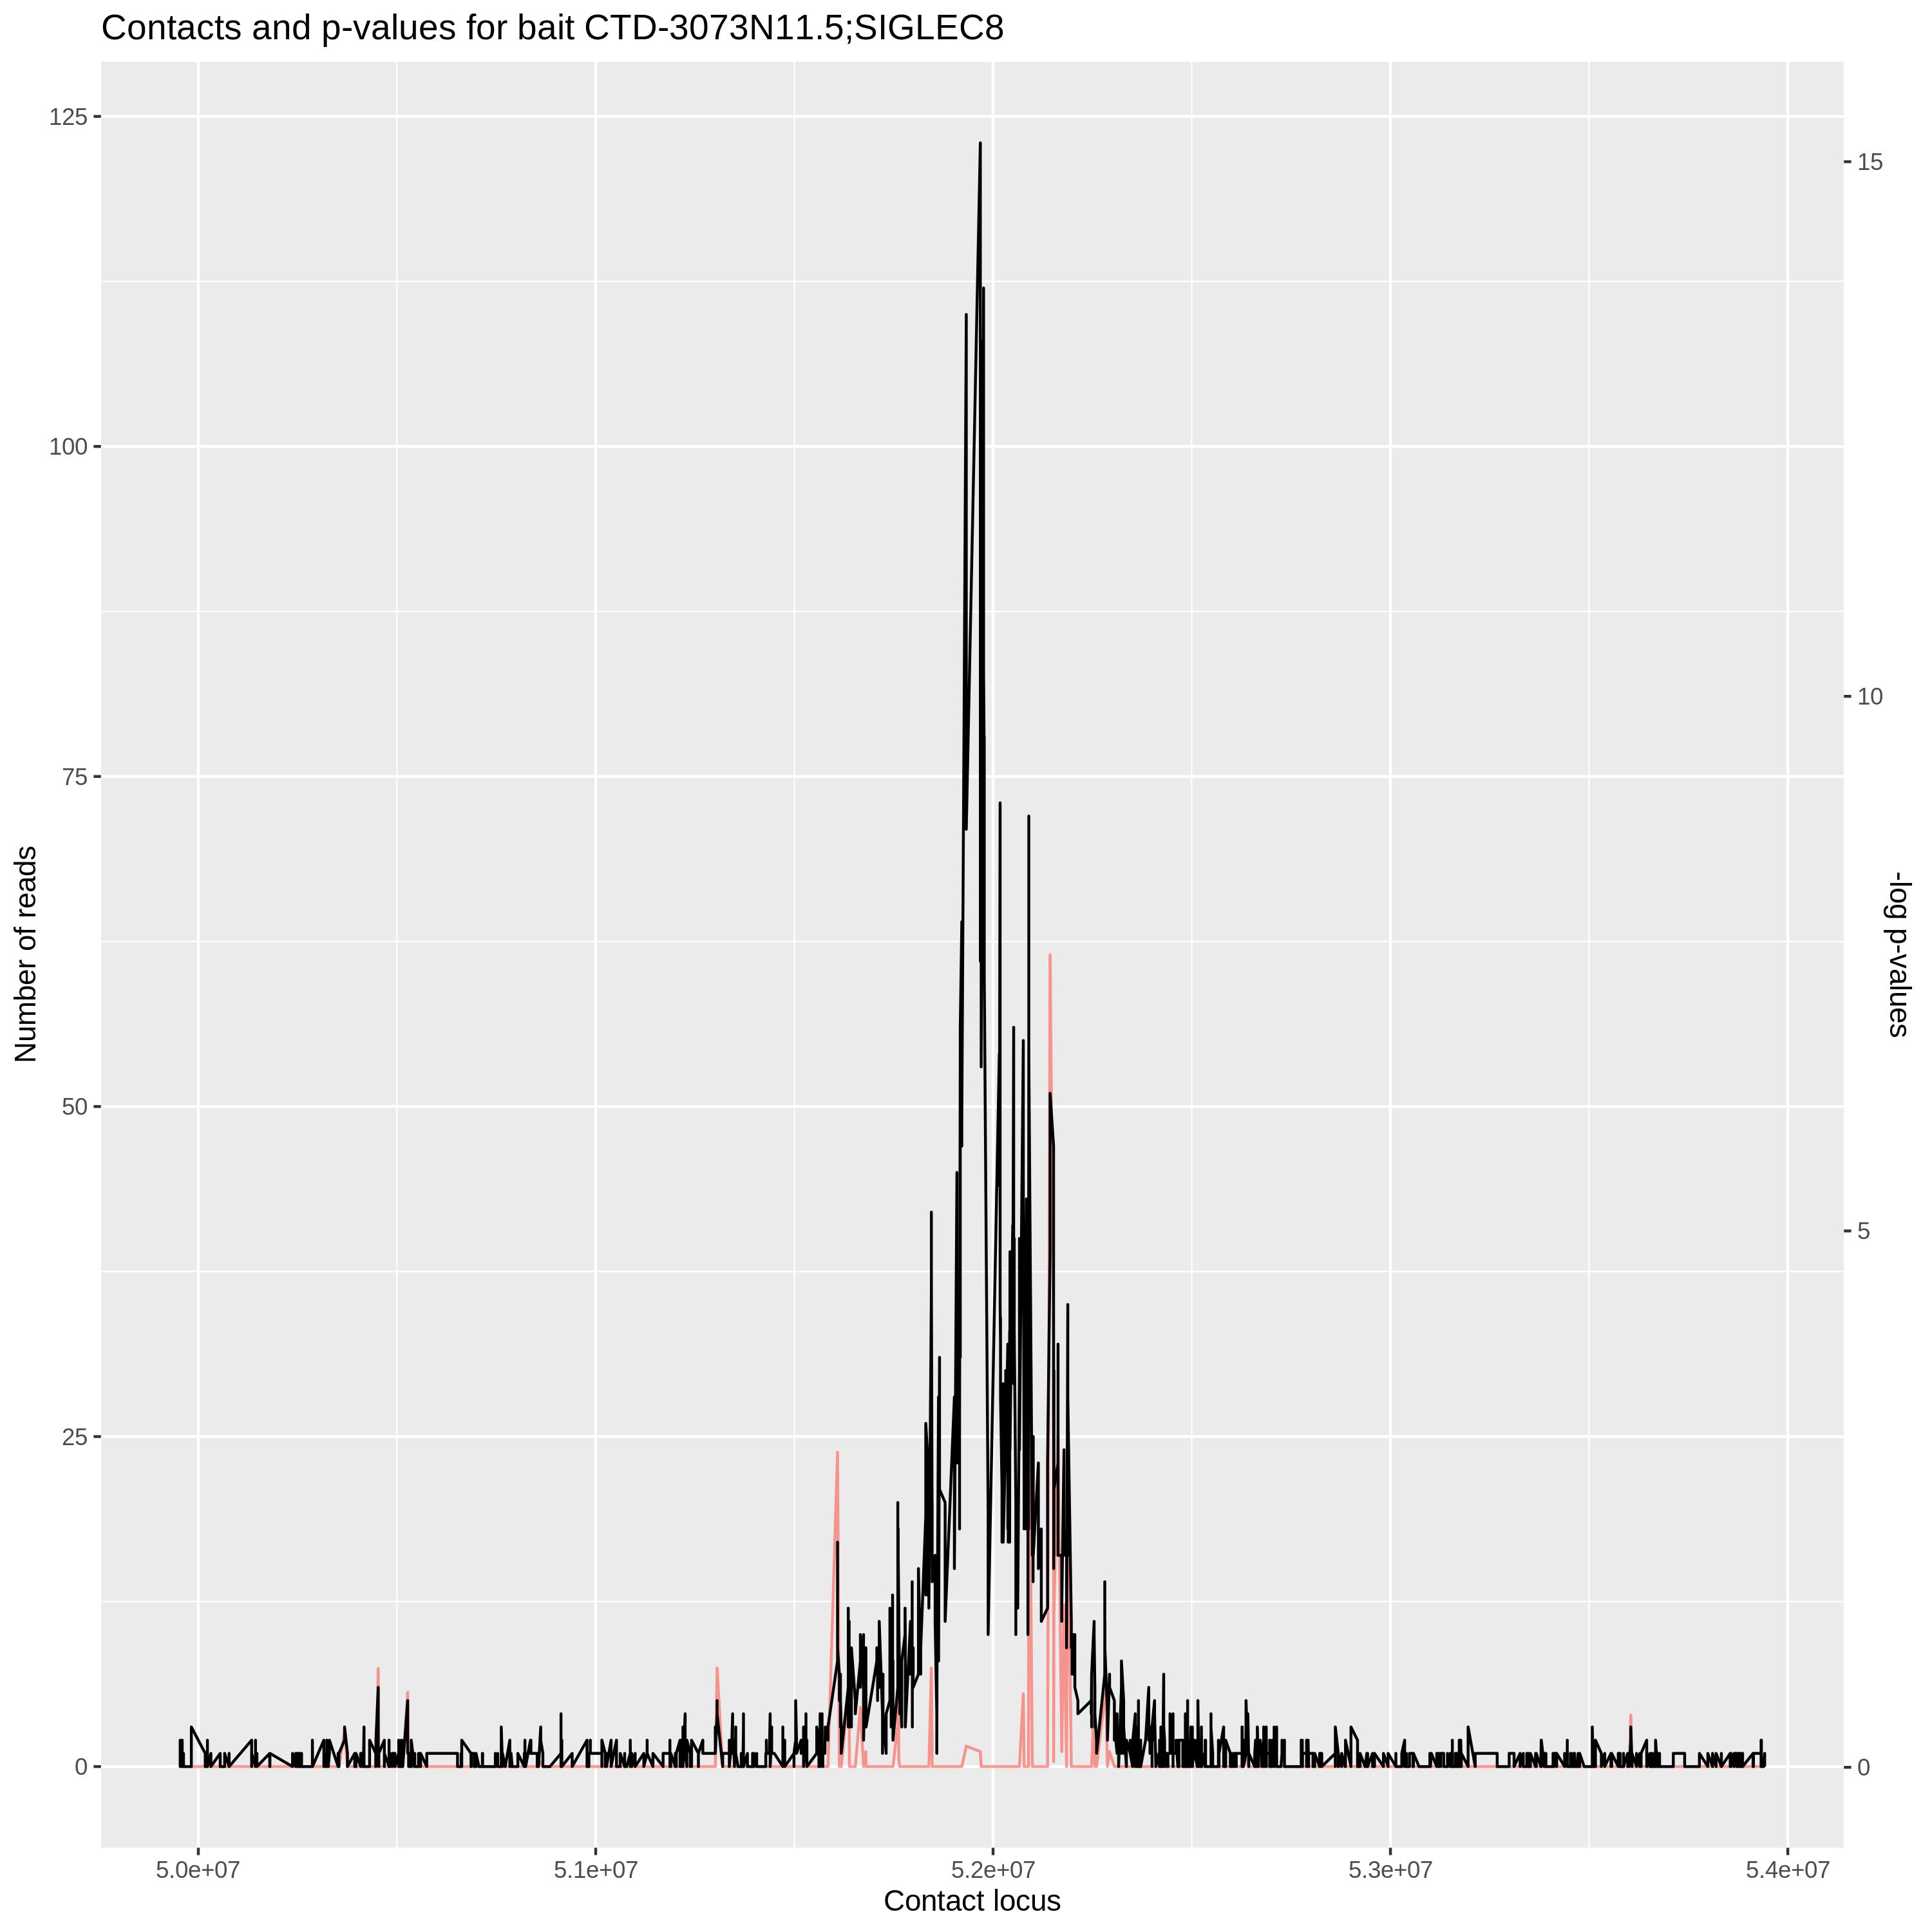 Contacts and p-values for bait CTD-3073N11.5;SIGLEC8
125
100
75
50
25
0
Number of reads
15
10
5
0
-log p-values
5.0e+07
5.1e+07
5.2e+07
5.3e+07
5.4e+07
Contact locus